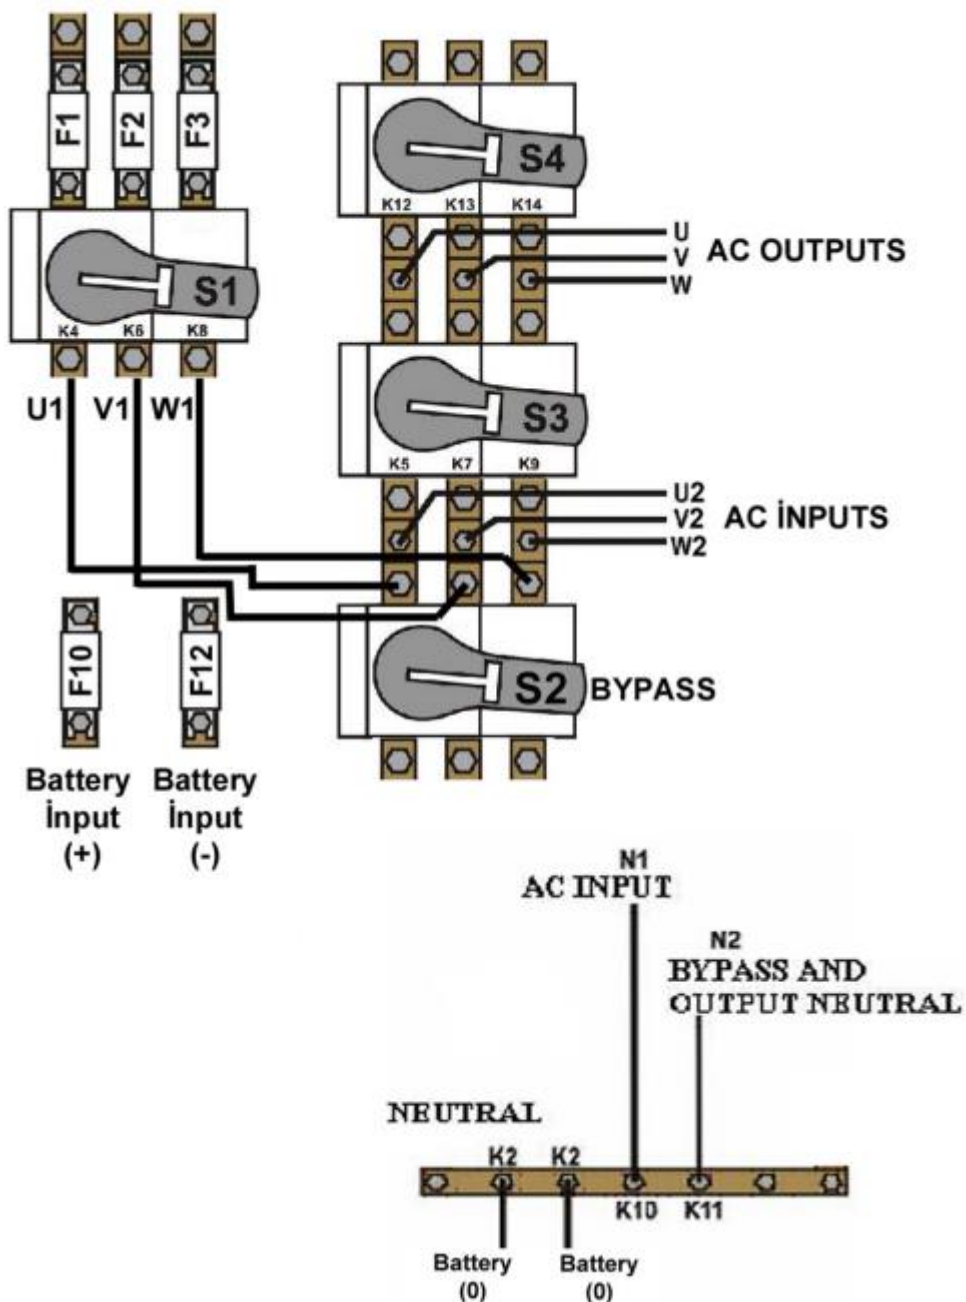 F1 F2 F3
S4
K12 K13 K14
U
V AC OUTPUTS
W
S1
K4 K6 K8
U1 V1 W1
S3
K5 K7 K9
U2
V2 AC İNPUTS
W2
F10 F12
S2 BYPASS
Battery
İnput
(+)
Battery
İnput
(-)
N1
AC INPUT
N2
BYPASS AND
OUTPUT NEUTRAL
NEUTRAL
K2 K2
K10 K11
Battery
(0)
Battery
(0)